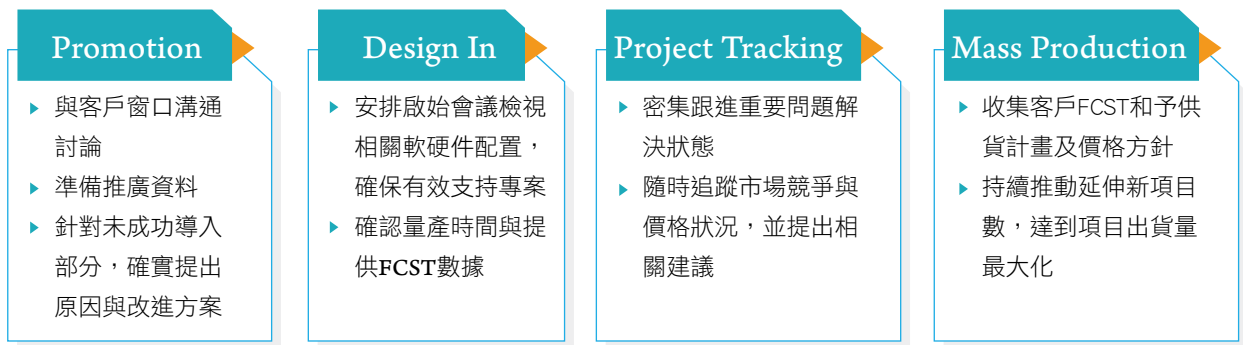 Promotion
與客戶窗口溝通
討論
準備推廣資料
針對未成功導入
部分，確實提出
原因與改進方案
Design In
安排啟始會議檢視
相關軟硬件配置，
確保有效支持專案
確認量產時間與提
供FCST數據
Project Tracking
密集跟進重要問題解
決狀態
隨時追蹤市場競爭與
價格狀況，並提出相
關建議
Mass Production
收集客戶FCST和予供
貨計畫及價格方針
持續推動延伸新項目
數，達到項目出貨量
最大化